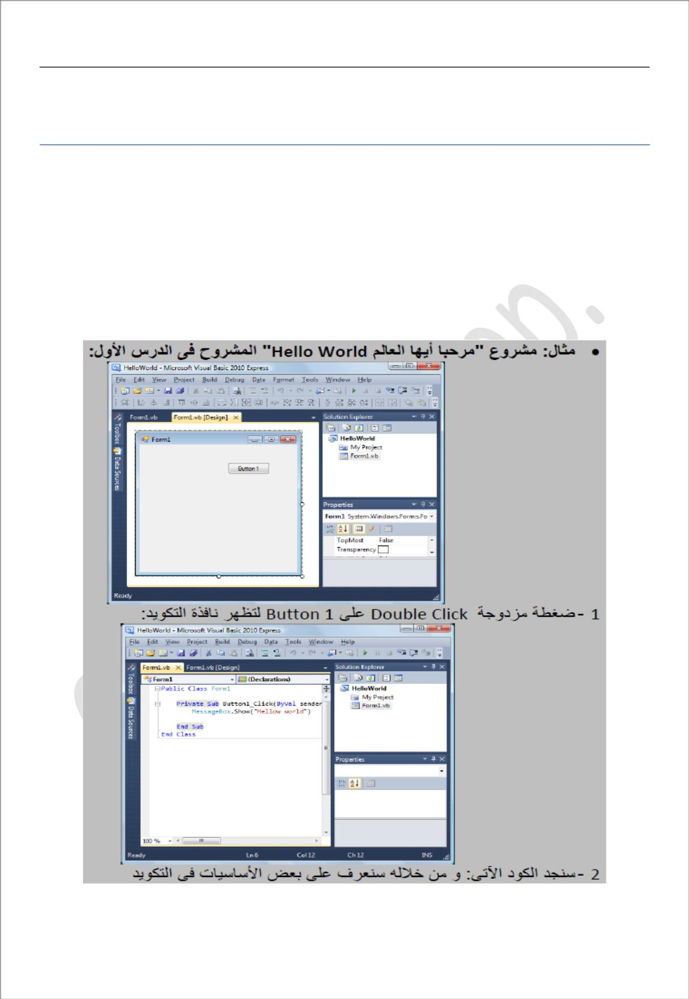 • مثال: مشروع "مرحبا أيها العالم Hello World" المشروح فى الدرس الأول:
HelloWorld - Microsoft Visual Basic 2010 Express
File Edit View Project Build Debug Data Format Tools Window Help
Form1.vb Form1.vb [Design]
Solution Explorer
Toolbox
Data Sources
Form1
Button1
HelloWorld
My Project
Form1.vb
Properties
Form1 System.Windows.Forms.Fo
TopMost False
Transparency
Ready
1 -ضغطة مزدوجة Double Click على Button 1 لتظهر نافذة التكويد:
HelloWorld - Microsoft Visual Basic 2010 Express
File Edit View Project Build Debug Data Tools Window Help
Form1.vb Form1.vb [Design]
Solution Explorer
Toolbox
Data Sources
Form1 (Declarations)
Public Class Form1
Private Sub Button1_Click(ByVal sender
MessageBox.Show("Hellow world")
End Sub
End Class
HelloWorld
My Project
Form1.vb
Properties
100 %
Ready Ln 6 Col 12 Ch 12 INS
2 -سنجد الكود الآتى: و من خلاله سنعرف على بعض الأساسيات فى التكويد